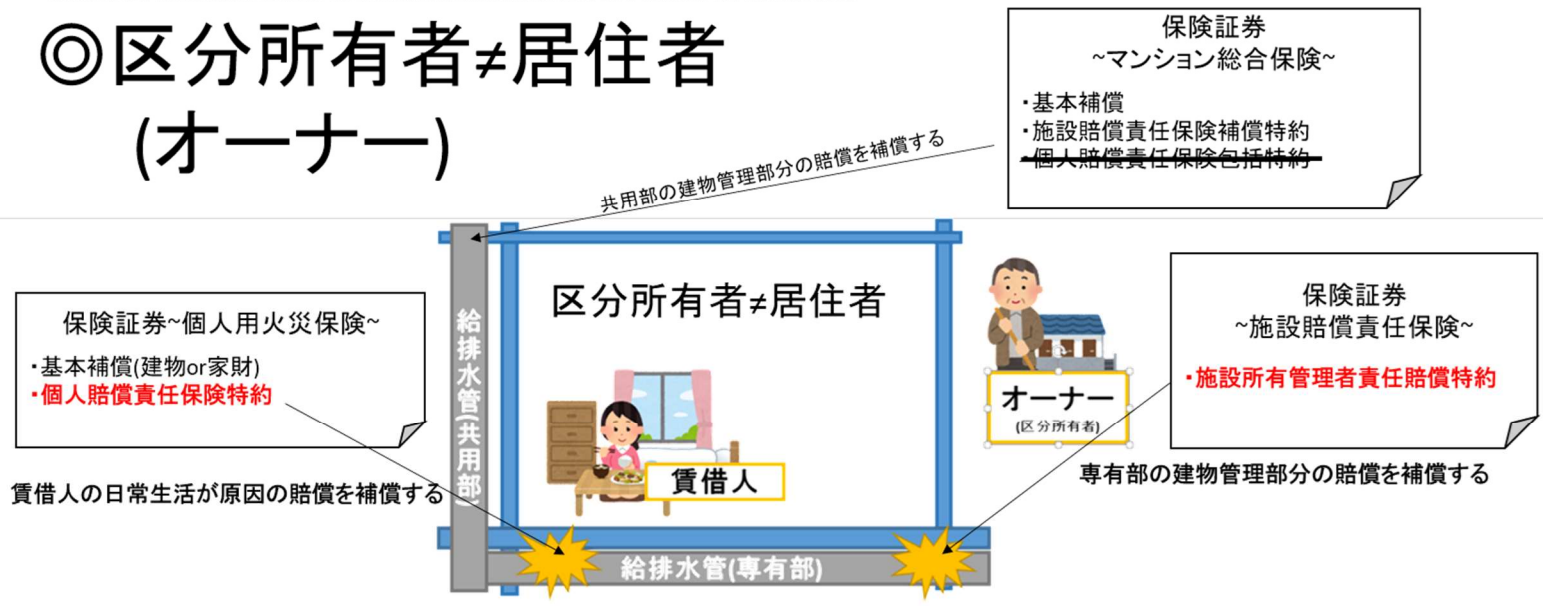 ◎区分所有者≠居住者
(オーナー)
保険証券
~マンション総合保険~
・基本補償
・施設賠償責任保険補償特約
・個人賠償責任保険包括特約
共用部の建物管理部分の賠償を補償する
保険証券~個人用火災保険~
・基本補償(建物or家財)
・個人賠償責任保険特約
賃借人の日常生活が原因の賠償を補償する
給排水管(共用部)
区分所有者≠居住者
賃借人
給排水管(専有部)
オーナー
(区分所有者)
保険証券
~施設賠償責任保険~
・施設所有管理者責任賠償特約
専有部の建物管理部分の賠償を補償する